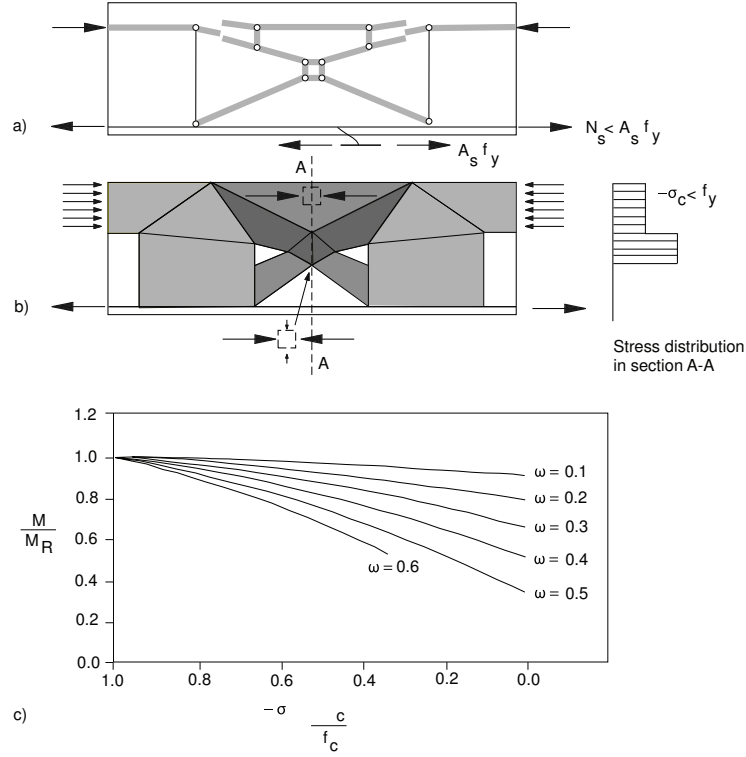 a)
N_s < A_s f_y
A_s f_y
A
−σ_c < f_y
b)
A
Stress distribution
in section A-A
1.2
1.0
0.8
0.6
0.4
0.2
0.0
M
M_R
ω = 0.1
ω = 0.2
ω = 0.3
ω = 0.4
ω = 0.6
ω = 0.5
1.0 0.8 0.6 0.4 0.2 0.0
c)
−σ c
f_c